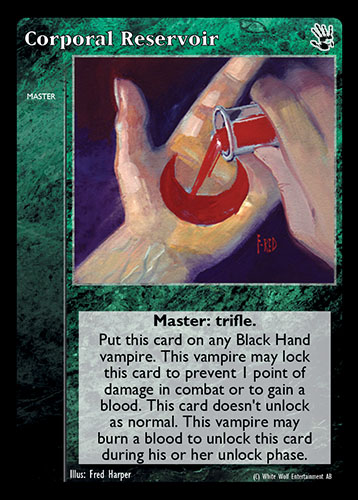 Corporal Reservoir
MASTER
F-RED
Master: trifle.
Put this card on any Black Hand
vampire. This vampire may lock
this card to prevent 1 point of
damage in combat or to gain a
blood. This card doesn't unlock
as normal. This vampire may
burn a blood to unlock this card
during his or her unlock phase.
Illus: Fred Harper
(C) White Wolf Entertainment AB